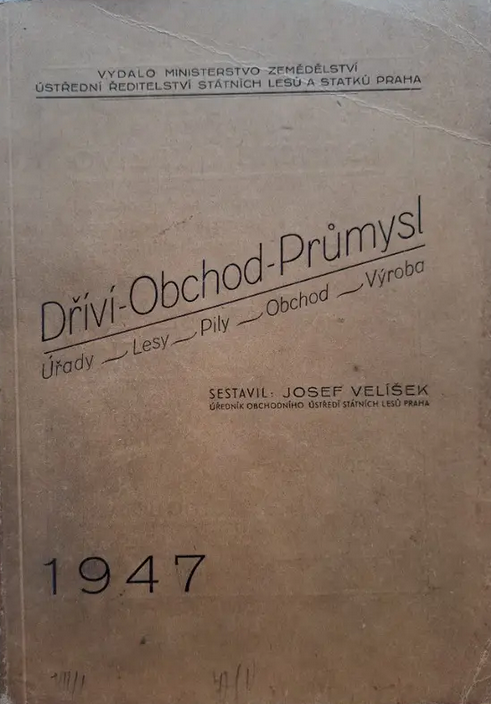 VYDALO MINISTERSTVO ZEMĚDĚLSTVÍ
ÚSTŘEDNÍ ŘEDITELSTVÍ STÁTNÍCH LESŮ A STATKŮ PRAHA
Dříví-Obchod-Průmysl
Úřady — Lesy — Pily — Obchod — Výroba
SESTAVIL: JOSEF VELÍŠEK
ÚŘEDNÍK OBCHODNÍHO ÚSTŘEDÍ STÁTNÍCH LESŮ PRAHA
1947